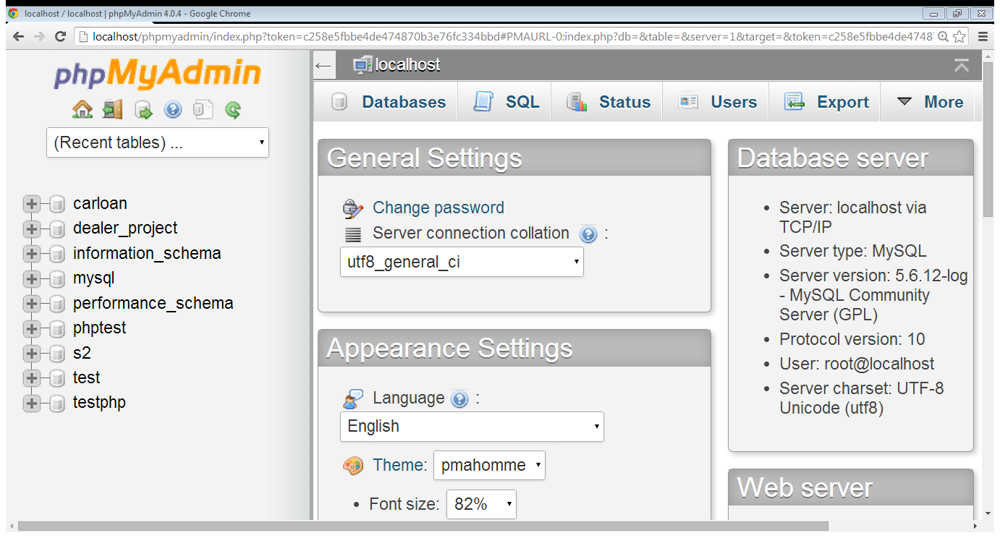 localhost / localhost | phpMyAdmin 4.0.4 - Google Chrome
localhost/phpmyadmin/index.php?token=c258e5fbbe4de474870b3e76fc334bbd#PMAURL-0:index.php?db=&table=&server=1&target=&token=c258e5fbbe4de4748
phpMyAdmin
(Recent tables) ...
carloan
dealer_project
information_schema
mysql
performance_schema
phptest
s2
test
testphp
localhost
Databases
SQL
Status
Users
Export
More
General Settings
Change password
Server connection collation :
utf8_general_ci
Appearance Settings
Language :
English
Theme: pmahomme
• Font size: 82%
Database server
• Server: localhost via
TCP/IP
• Server type: MySQL
• Server version: 5.6.12-log
- MySQL Community
Server (GPL)
• Protocol version: 10
• User: root@localhost
• Server charset: UTF-8
Unicode (utf8)
Web server